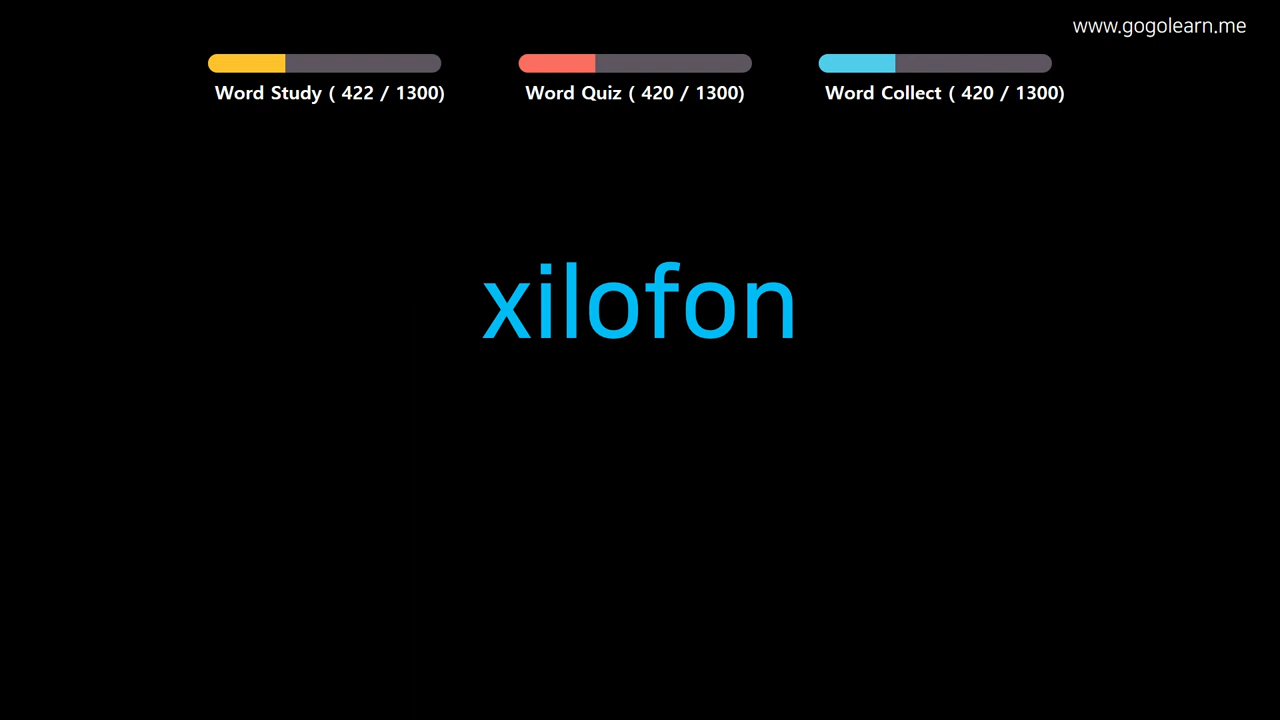 www.gogolearn.me
Word Study ( 422 / 1300)
Word Quiz ( 420 / 1300)
Word Collect ( 420 / 1300)
xilofon